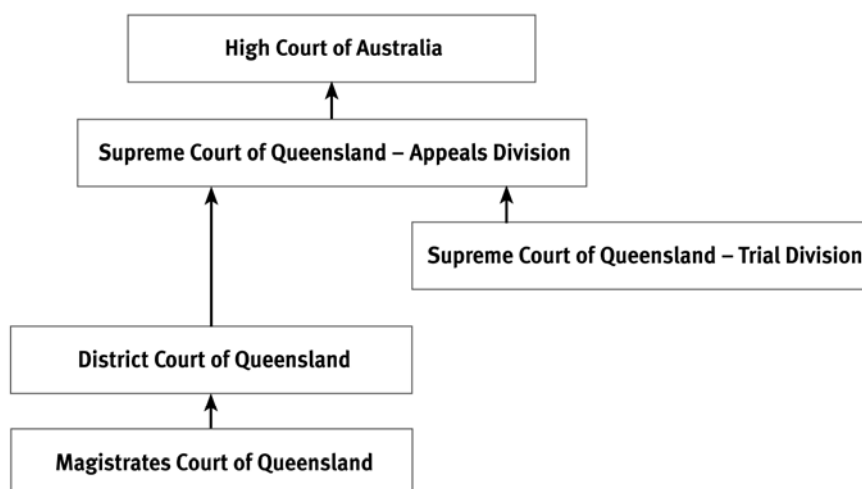 High Court of Australia
Supreme Court of Queensland – Appeals Division
Supreme Court of Queensland – Trial Division
District Court of Queensland
Magistrates Court of Queensland